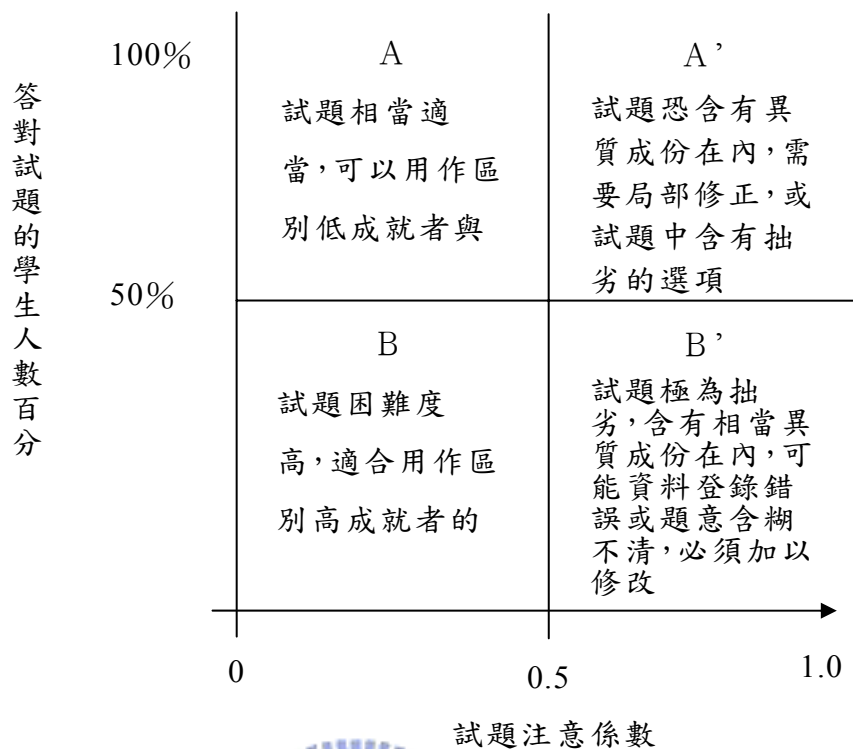 答對試題的學生人數百分
100%
50%
A
試題相當適
當,可以用作區
別低成就者與
A’
試題恐含有異
質成份在內,需
要局部修正,或
試題中含有拙
劣的選項
B
試題困難度
高,適合用作區
別高成就者的
B’
試題極為拙
劣,含有相當異
質成份在內,可
能資料登錄錯
誤或題意含糊
不清,必須加以
修改
0
0.5
1.0
試題注意係數